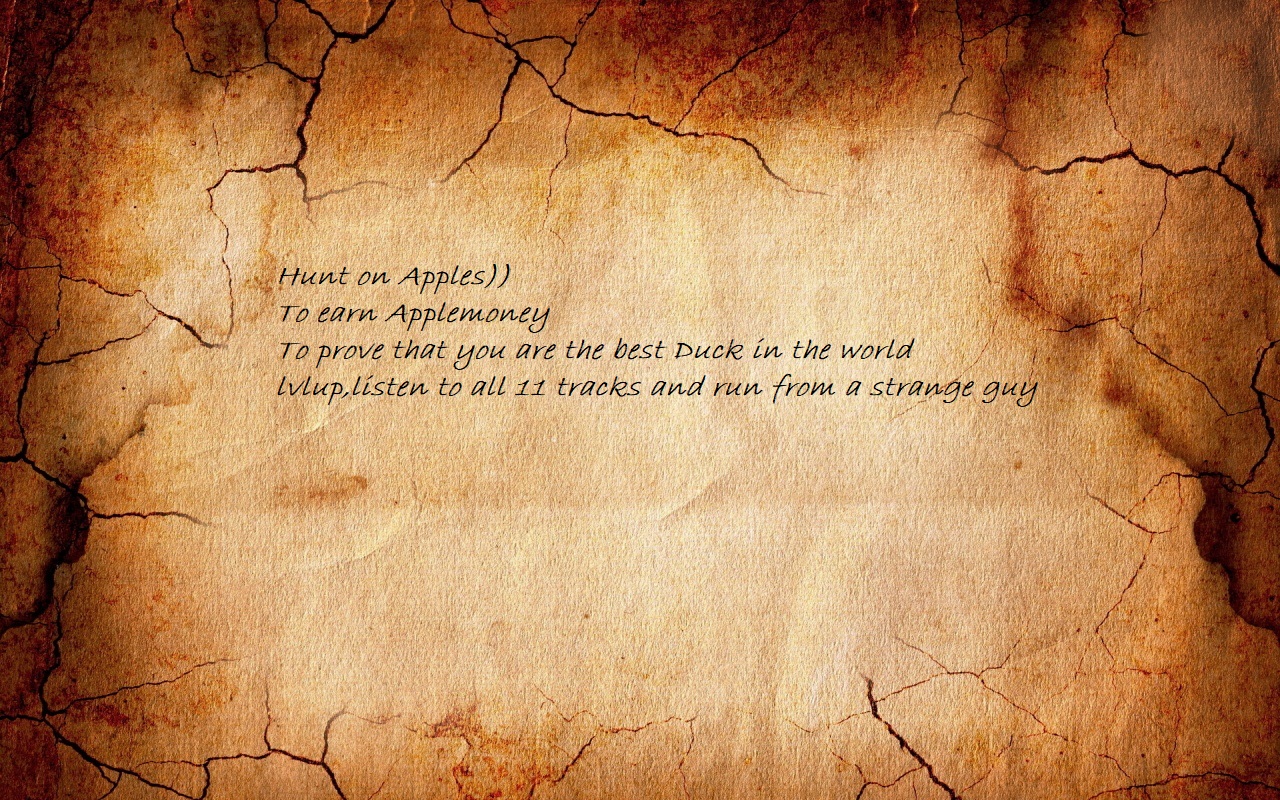 Hunt on Apples))
To earn Applemoney
To prove that you are the best Duck in the world
lvlup,listen to all 11 tracks and run from a strange guy